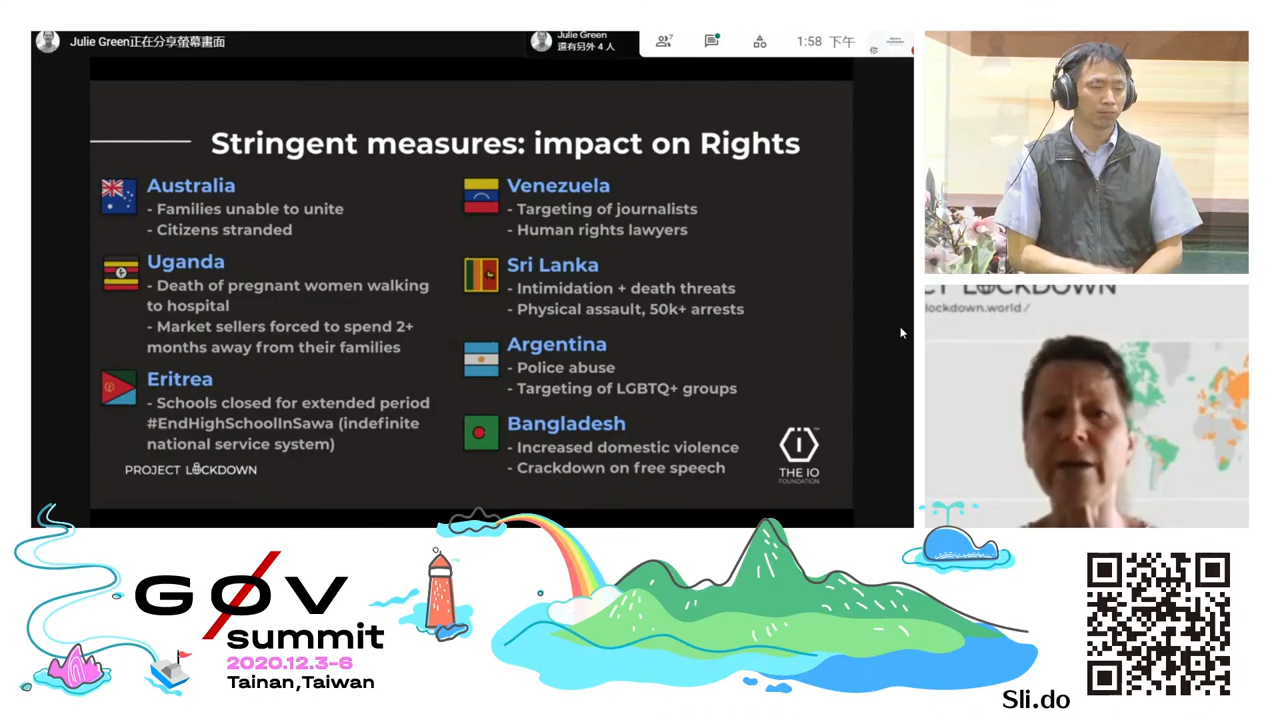 Julie Green正在分享螢幕畫面
Julie Green
還有另外 4 人
7
1:58 下午
你
Stringent measures: impact on Rights
Australia
- Families unable to unite
- Citizens stranded
Uganda
- Death of pregnant women walking
to hospital
- Market sellers forced to spend 2+
months away from their families
Eritrea
- Schools closed for extended period
#EndHighSchoolInSawa (indefinite
national service system)
Venezuela
- Targeting of journalists
- Human rights lawyers
Sri Lanka
- Intimidation + death threats
- Physical assault, 50k+ arrests
Argentina
- Police abuse
- Targeting of LGBTQ+ groups
Bangladesh
- Increased domestic violence
- Crackdown on free speech
PROJECT LOCKDOWN
THE IO
FOUNDATION
CT LOCKDOWN
lockdown.world/
G0V
summit
2020.12.3-6
Tainan,Taiwan
Sli.do